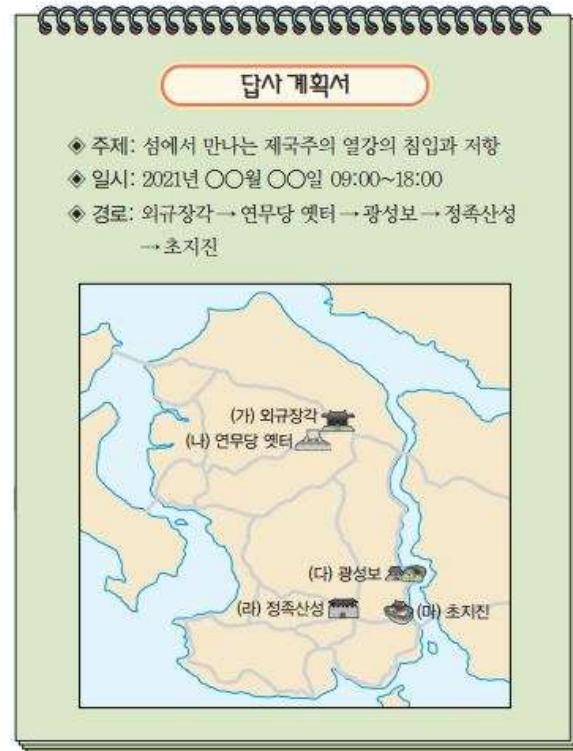 답사 계획서
◈ 주제: 섬에서 만나는 제국주의 열강의 침입과 저항
◈ 일시: 2021년 ○○월 ○○일 09:00~18:00
◈ 경로: 외규장각 → 연무당 옛터 → 광성보 → 정족산성
→ 초지진
(가) 외규장각
(나) 연무당 옛터
(다) 광성보
(라) 정족산성
(마) 초지진